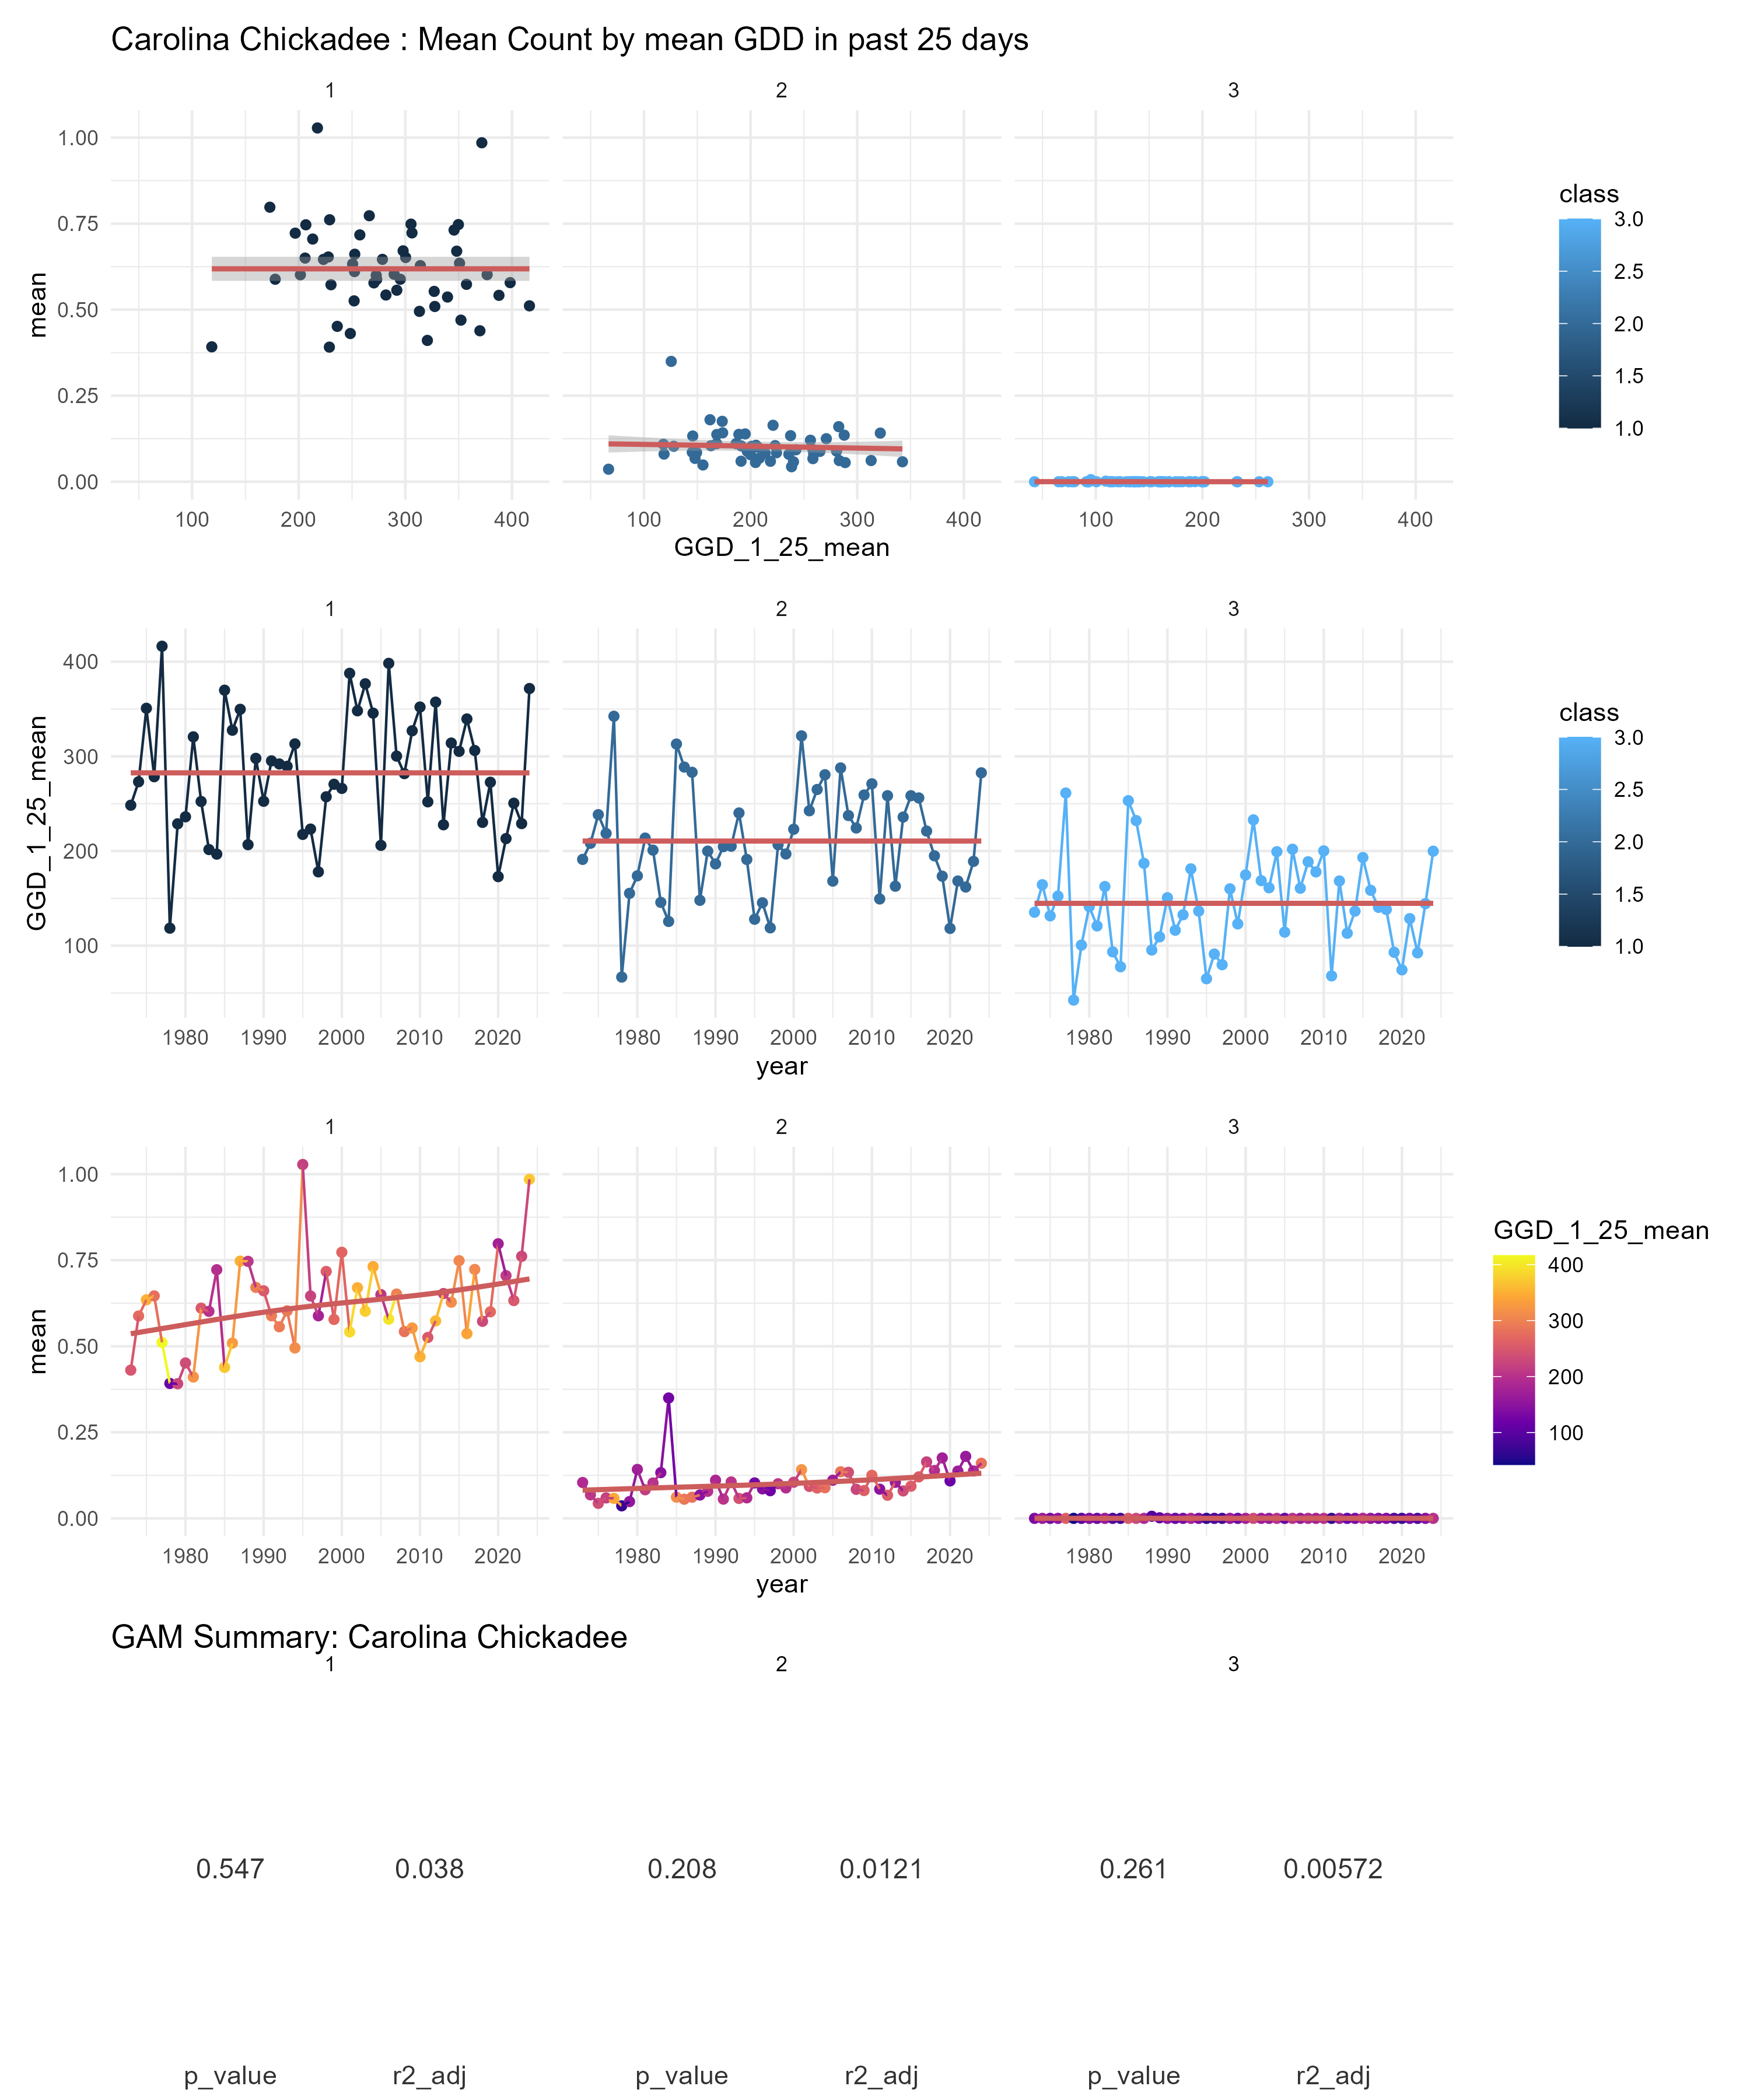 Carolina Chickadee : Mean Count by mean GDD in past 25 days
1 2 3
1.00
0.75
0.50
0.25
0.00
mean
100 200 300 400 100 200 300 400 100 200 300 400
GGD_1_25_mean
class
3.0
2.5
2.0
1.5
1.0
1 2 3
400
300
200
100
GGD_1_25_mean
1980 1990 2000 2010 2020 1980 1990 2000 2010 2020 1980 1990 2000 2010 2020
year
class
3.0
2.5
2.0
1.5
1.0
1 2 3
1.00
0.75
0.50
0.25
0.00
mean
1980 1990 2000 2010 2020 1980 1990 2000 2010 2020 1980 1990 2000 2010 2020
year
GGD_1_25_mean
400
300
200
100
GAM Summary: Carolina Chickadee
1 2 3
0.547 0.038 0.208 0.0121 0.261 0.00572
p_value r2_adj p_value r2_adj p_value r2_adj